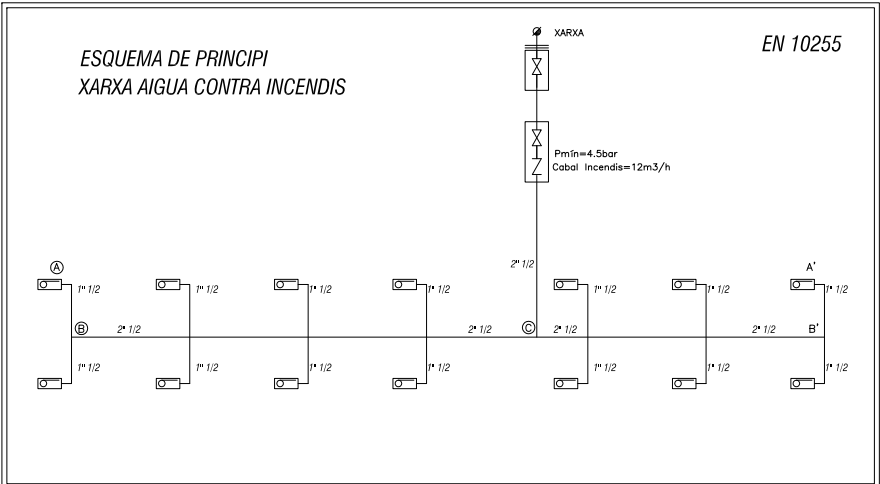 XARXA
ESQUEMA DE PRINCIPI
XARXA AIGUA CONTRA INCENDIS
EN 10255
Pmín=4.5bar
Cabal Incendis=12m3/h
2" 1/2
A
A'
1" 1/2 1" 1/2 1" 1/2 1" 1/2 1" 1/2 1" 1/2 1" 1/2
B 2" 1/2 2" 1/2 C 2" 1/2 2" 1/2 B'
1" 1/2 1" 1/2 1" 1/2 1" 1/2 1" 1/2 1" 1/2 1" 1/2